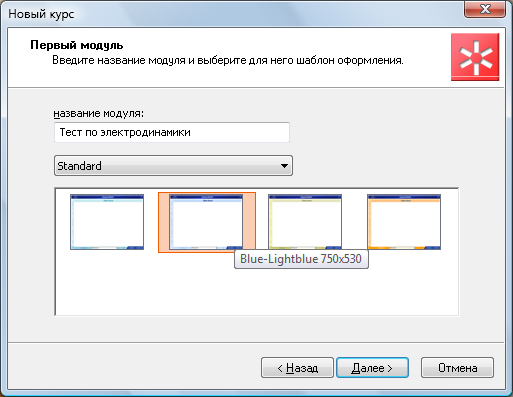 Новый курс
Первый модуль
Введите название модуля и выберите для него шаблон оформления.
название модуля:
Тест по электродинамики
Standard
Blue-Lightblue 750x530
< Назад
Далее >
Отмена